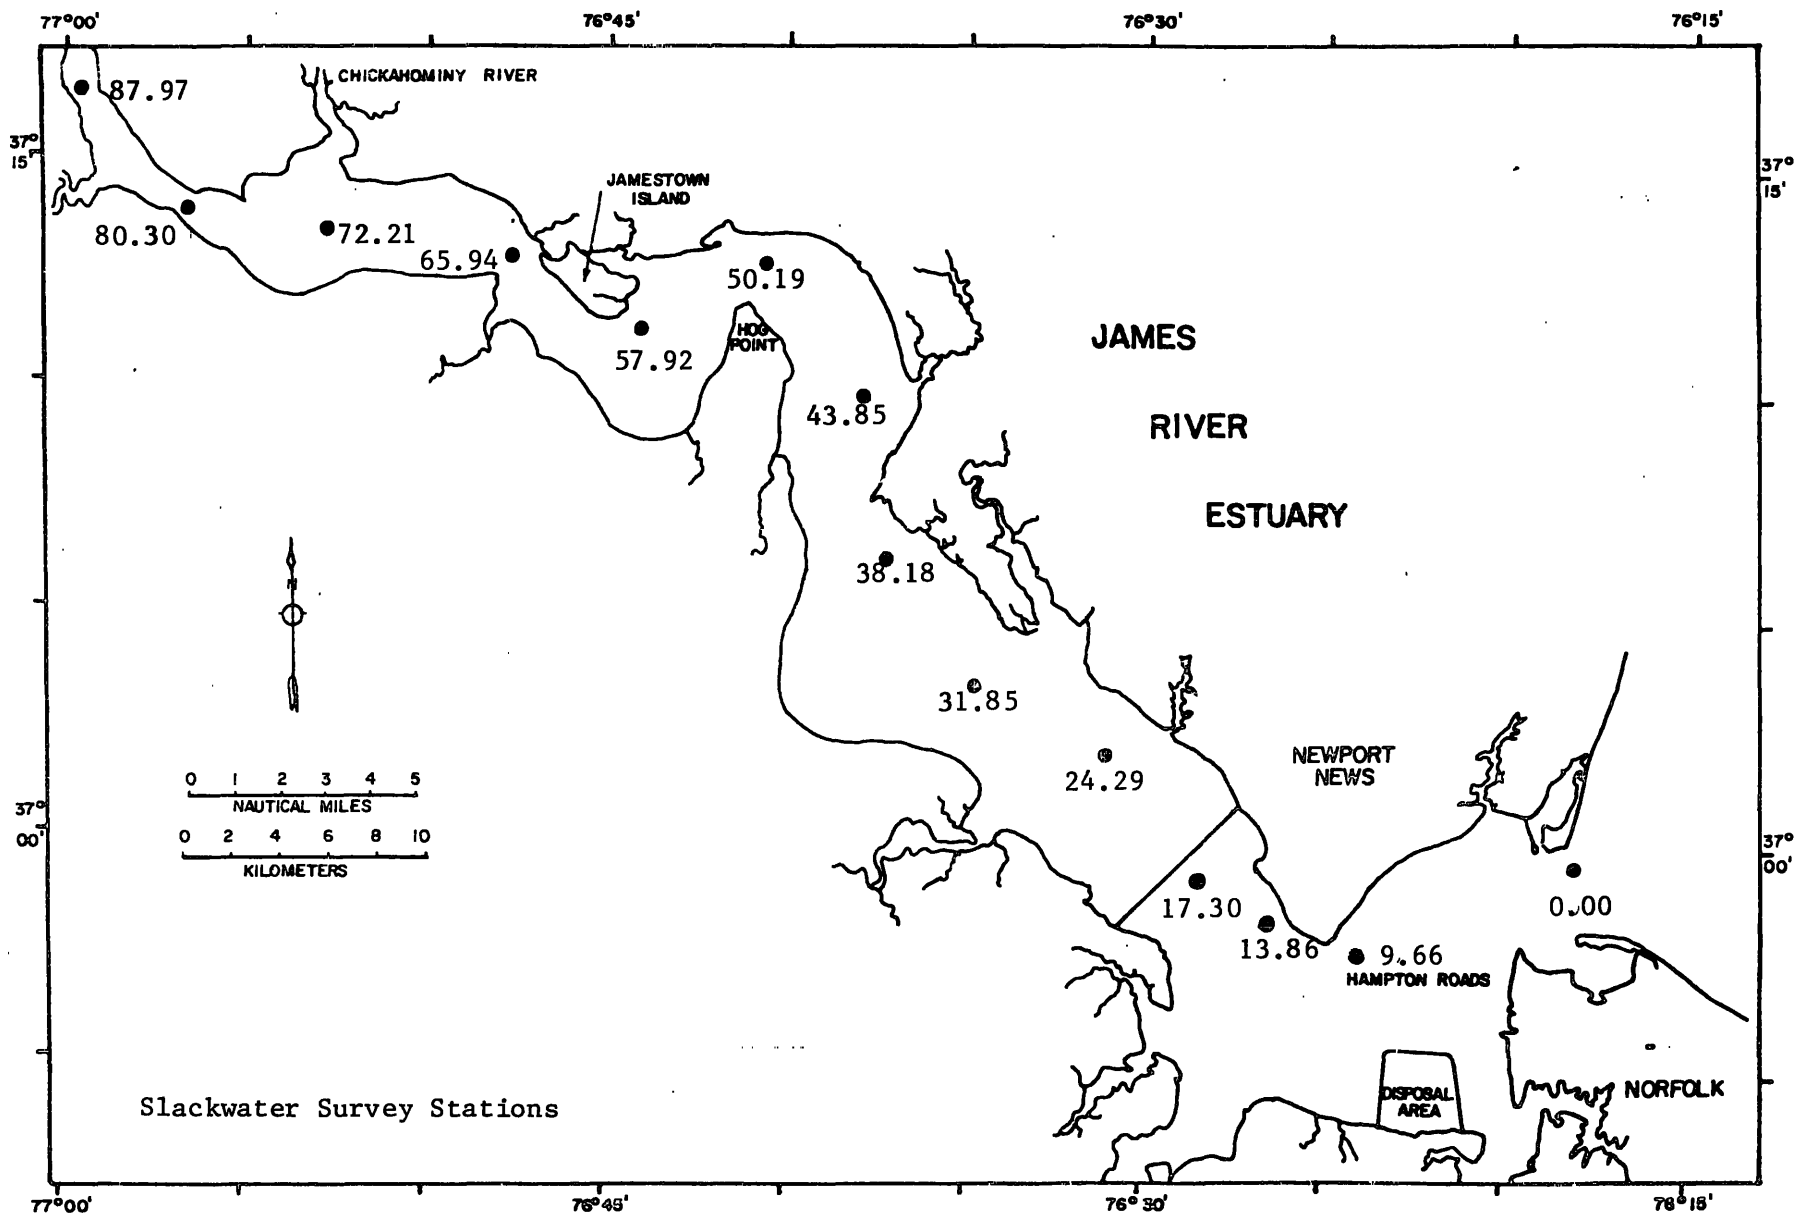 77°00'
76°45'
76°30'
76°15'
87.97
CHICKAHOMINY RIVER
37°
15'
37°
15'
JAMESTOWN
ISLAND
80.30
72.21
65.94
50.19
HOG
POINT
57.92
JAMES
43.85
RIVER
ESTUARY
N
38.18
31.85
NEWPORT
NEWS
24.29
0 1 2 3 4 5
NAUTICAL MILES
37°
00'
0 2 4 6 8 10
KILOMETERS
37°
00'
17.30
0.00
13.86
9.66
HAMPTON ROADS
DISPOSAL
AREA
NORFOLK
Slackwater Survey Stations
77°00'
76°45'
76°30'
76°15'